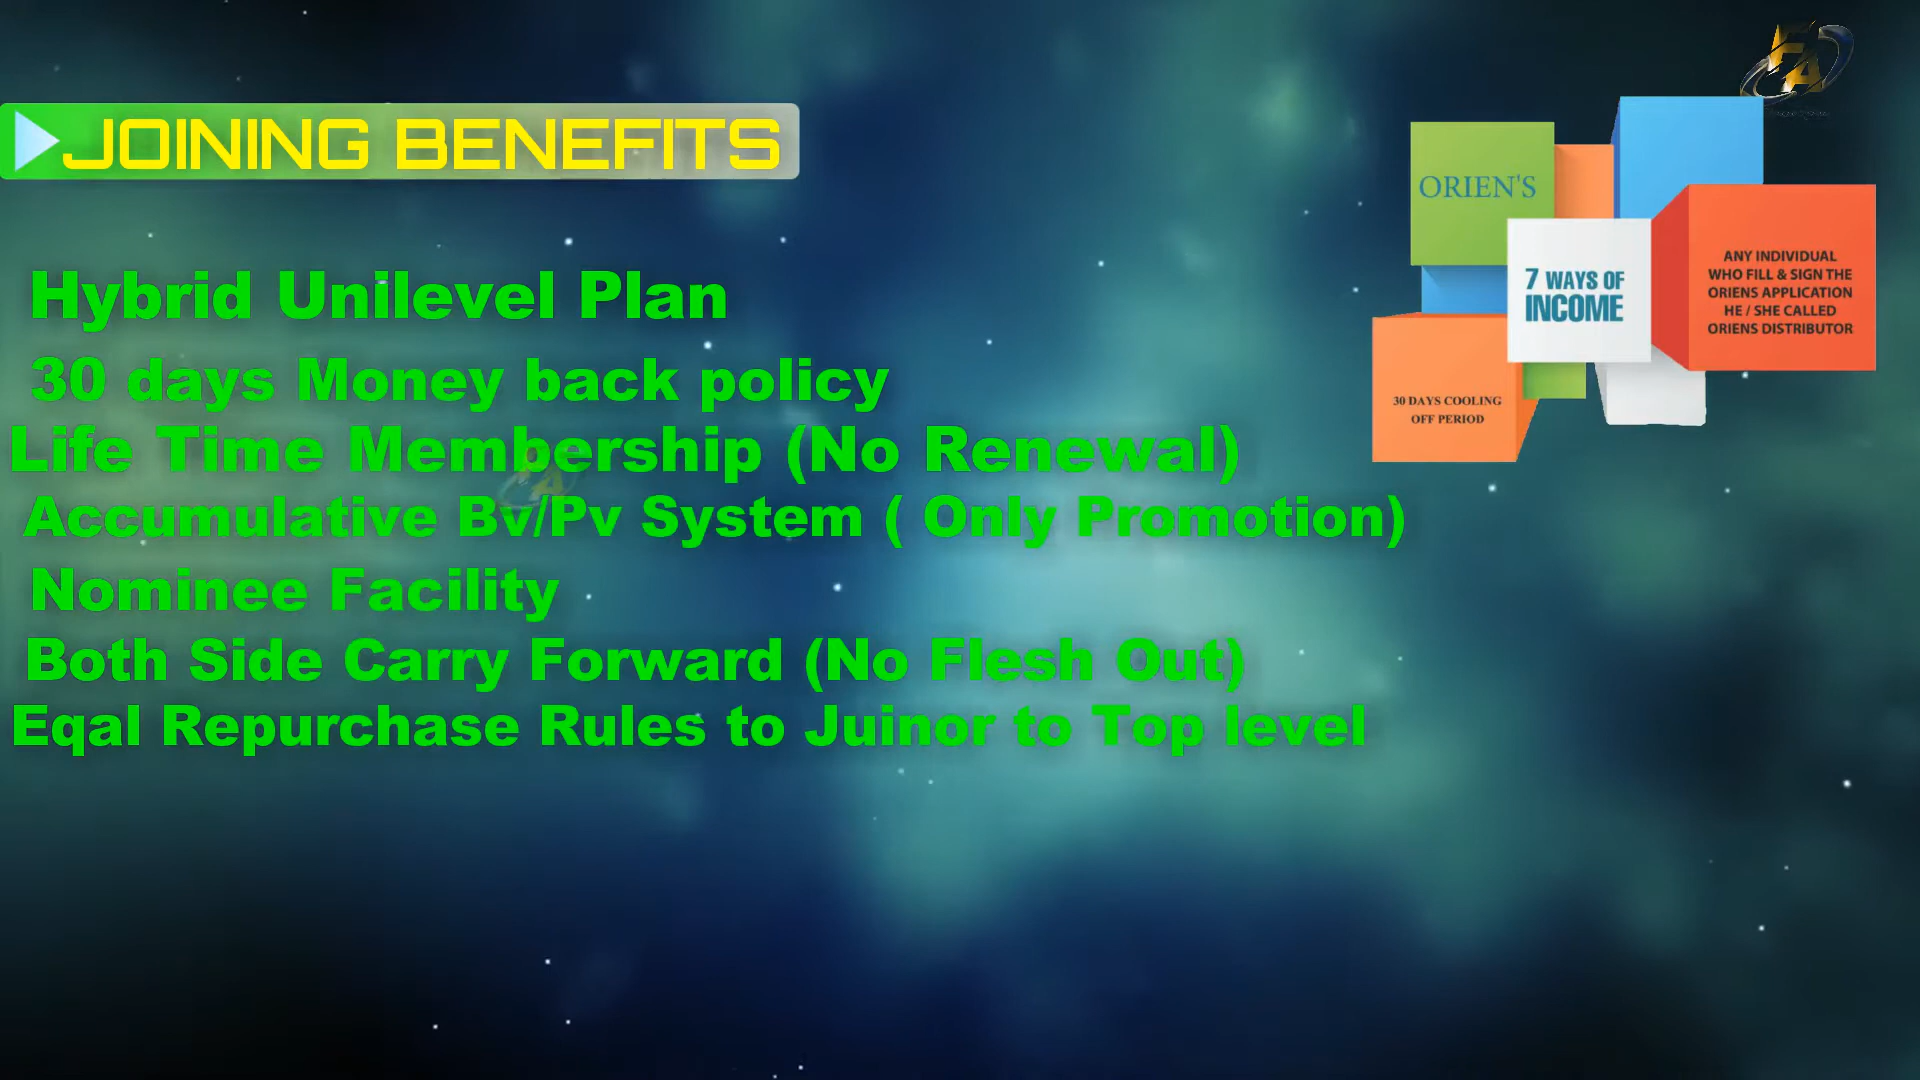 JOINING BENEFITS
Hybrid Unilevel Plan
30 days Money back policy
Life Time Membership (No Renewal)
Accumulative Bv/Pv System ( Only Promotion)
Nominee Facility
Both Side Carry Forward (No Flesh Out)
Eqal Repurchase Rules to Juinor to Top level
ORIEN'S
7 WAYS OF
INCOME
ANY INDIVIDUAL
WHO FILL & SIGN THE
ORIENS APPLICATION
HE / SHE CALLED
ORIENS DISTRIBUTOR
30 DAYS COOLING
OFF PERIOD